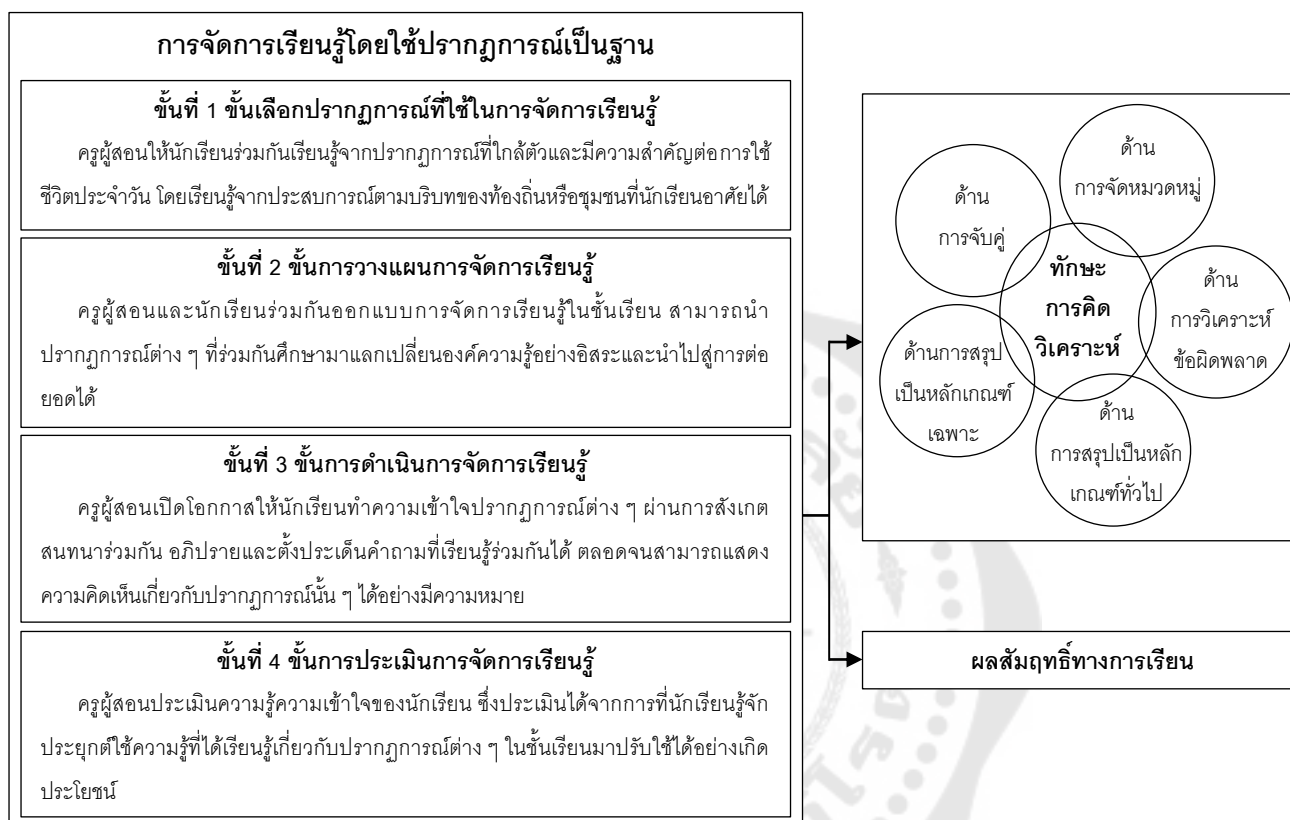 การจัดการเรียนรู้โดยใช้ปรากฏการณ์เป็นฐาน
ขั้นที่ 1 ขั้นเลือกปรากฏการณ์ที่ใช้ในการจัดการเรียนรู้
ครูผู้สอนให้นักเรียนร่วมกันเรียนรู้จากปรากฏการณ์ที่ใกล้ตัวและมีความสำคัญต่อการใช้
ชีวิตประจำวัน โดยเรียนรู้จากประสบการณ์ตามบริบทของท้องถิ่นหรือชุมชนที่นักเรียนอาศัยได้
ขั้นที่ 2 ขั้นการวางแผนการจัดการเรียนรู้
ครูผู้สอนและนักเรียนร่วมกันออกแบบการจัดการเรียนรู้ในชั้นเรียน สามารถนำ
ปรากฏการณ์ต่าง ๆ ที่ร่วมกันศึกษามาแลกเปลี่ยนองค์ความรู้อย่างอิสระและนำไปสู่การต่อ
ยอดได้
ขั้นที่ 3 ขั้นการดำเนินการจัดการเรียนรู้
ครูผู้สอนเปิดโอกาสให้นักเรียนทำความเข้าใจปรากฏการณ์ต่าง ๆ ผ่านการสังเกต
สนทนาร่วมกัน อภิปรายและตั้งประเด็นคำถามที่เรียนรู้ร่วมกันได้ ตลอดจนสามารถแสดง
ความคิดเห็นเกี่ยวกับปรากฏการณ์นั้น ๆ ได้อย่างมีความหมาย
ขั้นที่ 4 ขั้นการประเมินการจัดการเรียนรู้
ครูผู้สอนประเมินความรู้ความเข้าใจของนักเรียน ซึ่งประเมินได้จากการที่นักเรียนรู้จัก
ประยุกต์ใช้ความรู้ที่ได้เรียนรู้เกี่ยวกับปรากฏการณ์ต่าง ๆ ในชั้นเรียนมาปรับใช้ได้อย่างเกิด
ประโยชน์
ด้าน
การจัดหมวดหมู่
ด้าน
การจับคู่
ทักษะ
การคิด
วิเคราะห์
ด้าน
การวิเคราะห์
ข้อผิดพลาด
ด้านการสรุป
เป็นหลักเกณฑ์
เฉพาะ
ด้าน
การสรุปเป็นหลัก
เกณฑ์ทั่วไป
ผลสัมฤทธิ์ทางการเรียน